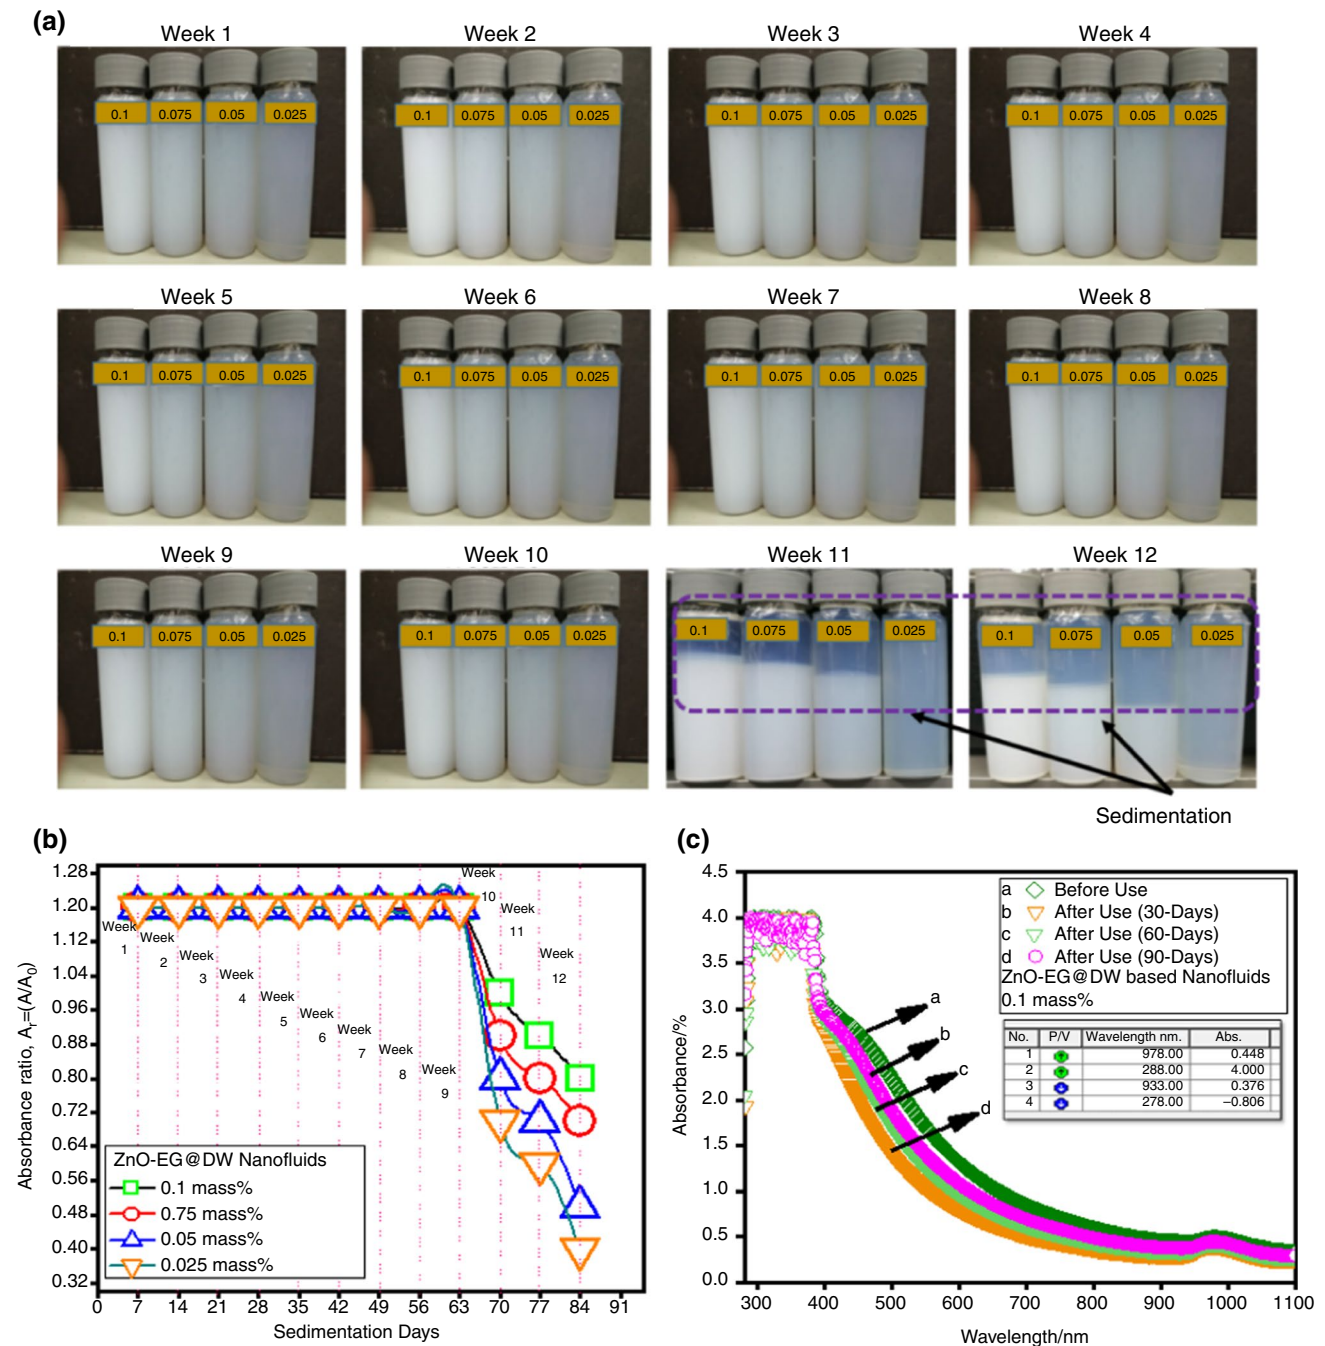 (a)
Week 1 Week 2 Week 3 Week 4
0.1 0.075 0.05 0.025 0.1 0.075 0.05 0.025 0.1 0.075 0.05 0.025 0.1 0.075 0.05 0.025
Week 5 Week 6 Week 7 Week 8
0.1 0.075 0.05 0.025 0.1 0.075 0.05 0.025 0.1 0.075 0.05 0.025 0.1 0.075 0.05 0.025
Week 9 Week 10 Week 11 Week 12
0.1 0.075 0.05 0.025 0.1 0.075 0.05 0.025 0.1 0.075 0.05 0.025 0.1 0.075 0.05 0.025
Sedimentation
(b)
Absorbance ratio, Ar=(A/A0)
1.28
1.20
1.12
1.04
0.96
0.88
0.80
0.72
0.64
0.56
0.48
0.40
0.32
Week
1
Week
2
Week
3
Week
4
Week
5
Week
6
Week
7
Week
8
Week
9
Week
10
Week
11
Week
12
ZnO-EG@DW Nanofluids
0.1 mass%
0.75 mass%
0.05 mass%
0.025 mass%
0 7 14 21 28 35 42 49 56 63 70 77 84 91
Sedimentation Days
(c)
Absorbance/%
4.5
4.0
3.5
3.0
2.5
2.0
1.5
1.0
0.5
0.0
a Before Use
b After Use (30-Days)
c After Use (60-Days)
d After Use (90-Days)
ZnO-EG@DW based Nanofluids
0.1 mass%
No. P/V Wavelength nm. Abs.
1 978.00 0.448
2 288.00 4.000
3 933.00 0.376
4 278.00 –0.806
a
b
c
d
300 400 500 600 700 800 900 1000 1100
Wavelength/nm